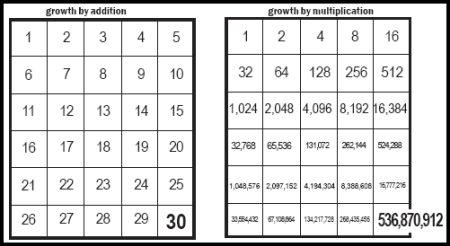 growth by addition
1 2 3 4 5
6 7 8 9 10
11 12 13 14 15
16 17 18 19 20
21 22 23 24 25
26 27 28 29 30
growth by multiplication
1 2 4 8 16
32 64 128 256 512
1,024 2,048 4,096 8,192 16,384
32,768 65,536 131,072 262,144 524,288
1,048,576 2,097,152 4,194,304 8,388,608 16,777,216
33,554,432 67,108,864 134,217,728 536,870,912